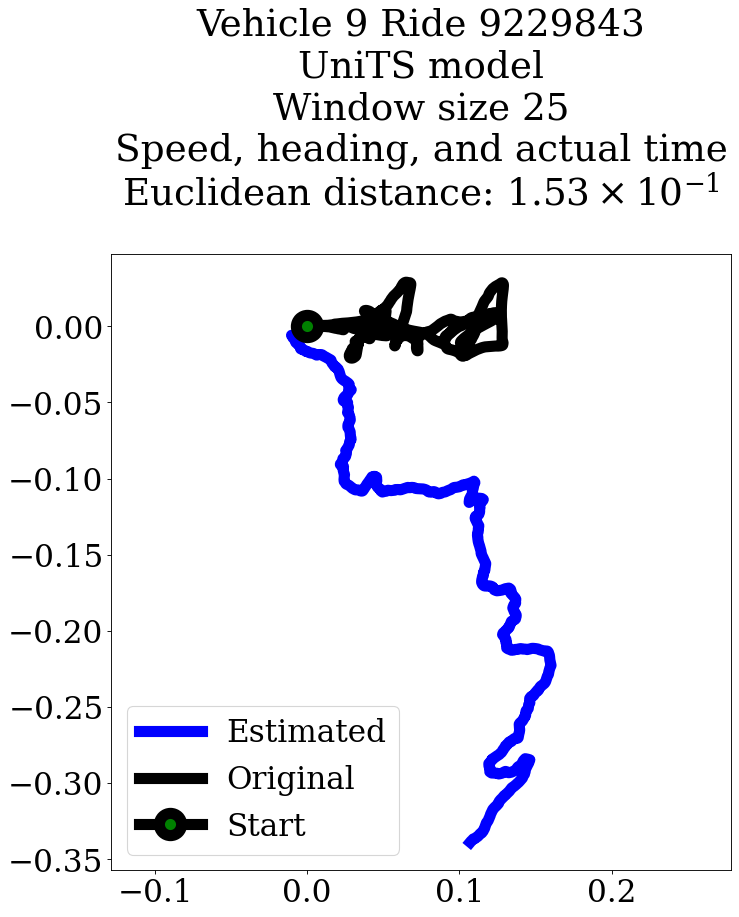 Vehicle 9 Ride 9229843
UniTS model
Window size 25
Speed, heading, and actual time
Euclidean distance: 1.53 × 10⁻¹
0.00
−0.05
−0.10
−0.15
−0.20
−0.25
−0.30
−0.35
Estimated
Original
Start
−0.1 0.0 0.1 0.2